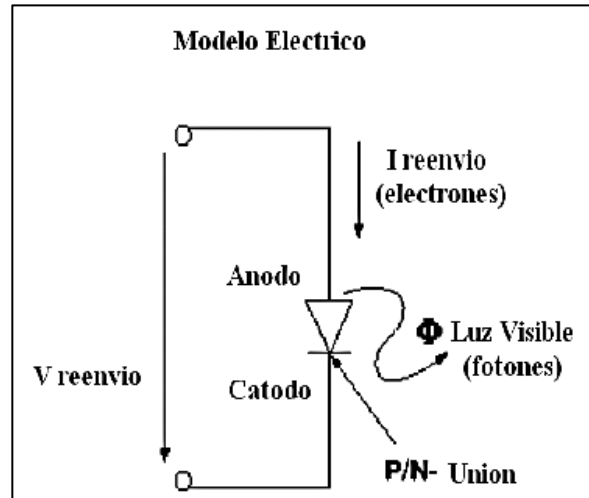 Modelo Electrico
I reenvio
(electrones)
Anodo
Φ Luz Visible
(fotones)
V reenvio
Catodo
P/N- Union